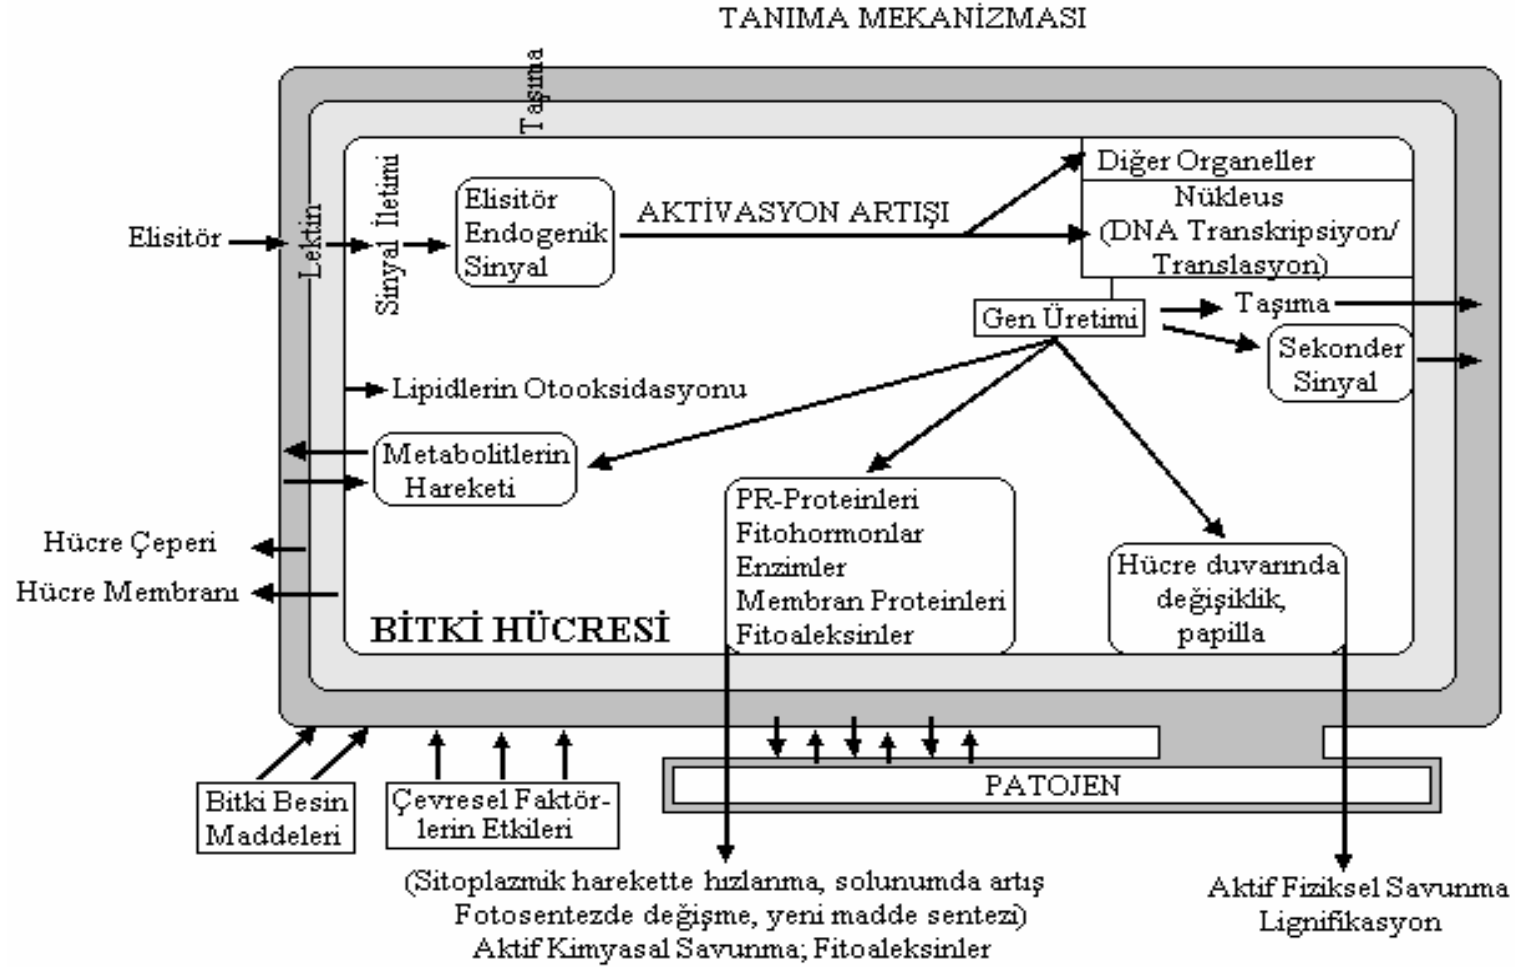 TANIMA MEKANİZMASI
Taşıma
Elisitör
Lektin
Sinyal İletimi
Elisitör
Endogenik
Sinyal
AKTİVASYON ARTIŞI
Diğer Organeller
Nükleus
(DNA Transkripsiyon/
Translasyon)
Gen Üretimi
Taşıma
Sekonder
Sinyal
Lipidlerin Otooksidasyonu
Metabolitlerin
Hareketi
PR-Proteinleri
Fitohormonlar
Enzimler
Membran Proteinleri
Fitoaleksinler
Hücre duvarında
değişiklik,
papilla
Hücre Çeperi
Hücre Membranı
BİTKİ HÜCRESİ
PATOJEN
Bitki Besin
Maddeleri
Çevresel Faktör-
lerin Etkileri
(Sitoplazmik harekette hızlanma, solunumda artış
Fotosentezde değişme, yeni madde sentezi)
Aktif Kimyasal Savunma; Fitoaleksinler
Aktif Fiziksel Savunma
Lignifikasyon